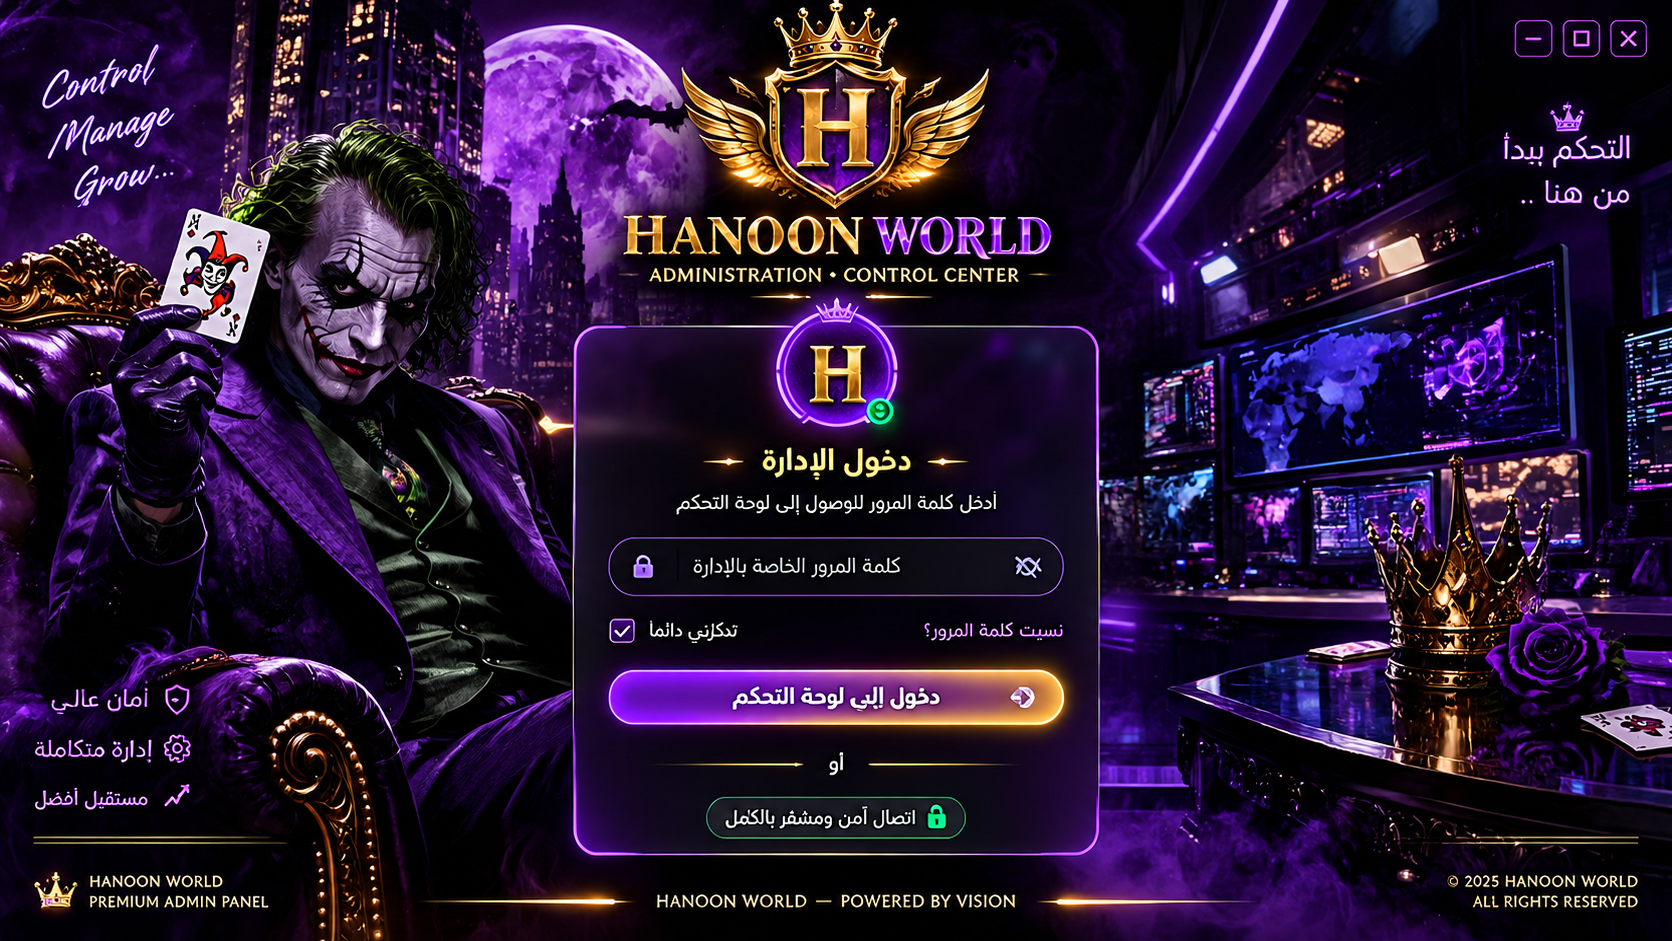 Control
Manage
Grow...
H
HANOON WORLD
ADMINISTRATION • CONTROL CENTER
التحكم يبدأ
من هنا ..
H
دخول الإدارة
أدخل كلمة المرور للوصول إلى لوحة التحكم
كلمة المرور الخاصة بالإدارة
تدكارني دائماً
نسيت كلمة المرور؟
دخول إلى لوحة التحكم
أو
اتصال آمن ومشفر بالكامل
أمان عالي
إدارة متكاملة
مستقبل أفضل
HANOON WORLD
PREMIUM ADMIN PANEL
HANOON WORLD — POWERED BY VISION
© 2025 HANOON WORLD
ALL RIGHTS RESERVED